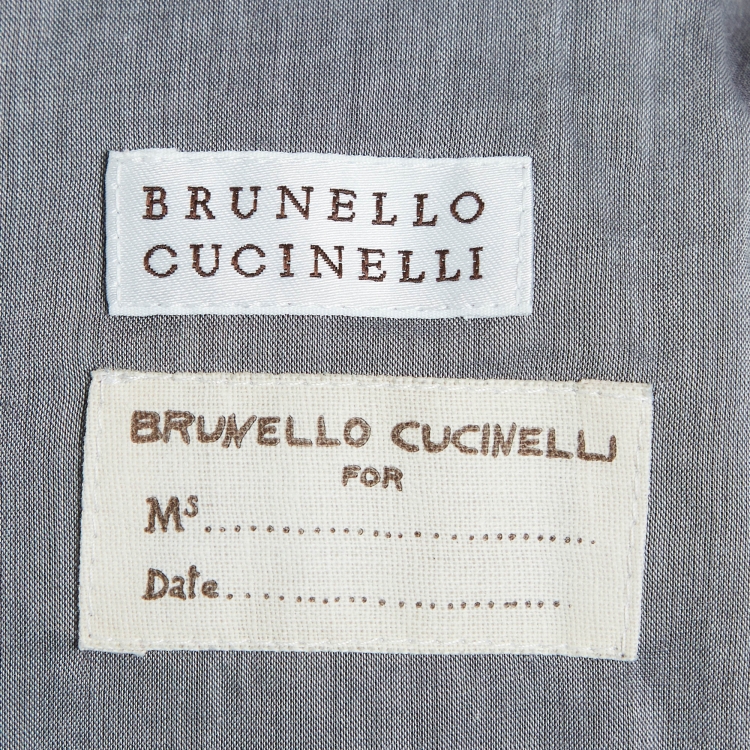 BRUNELLO
CUCINELLI
BRUNELLO CUCINELLI
FOR
Ms..............................
Date..........................